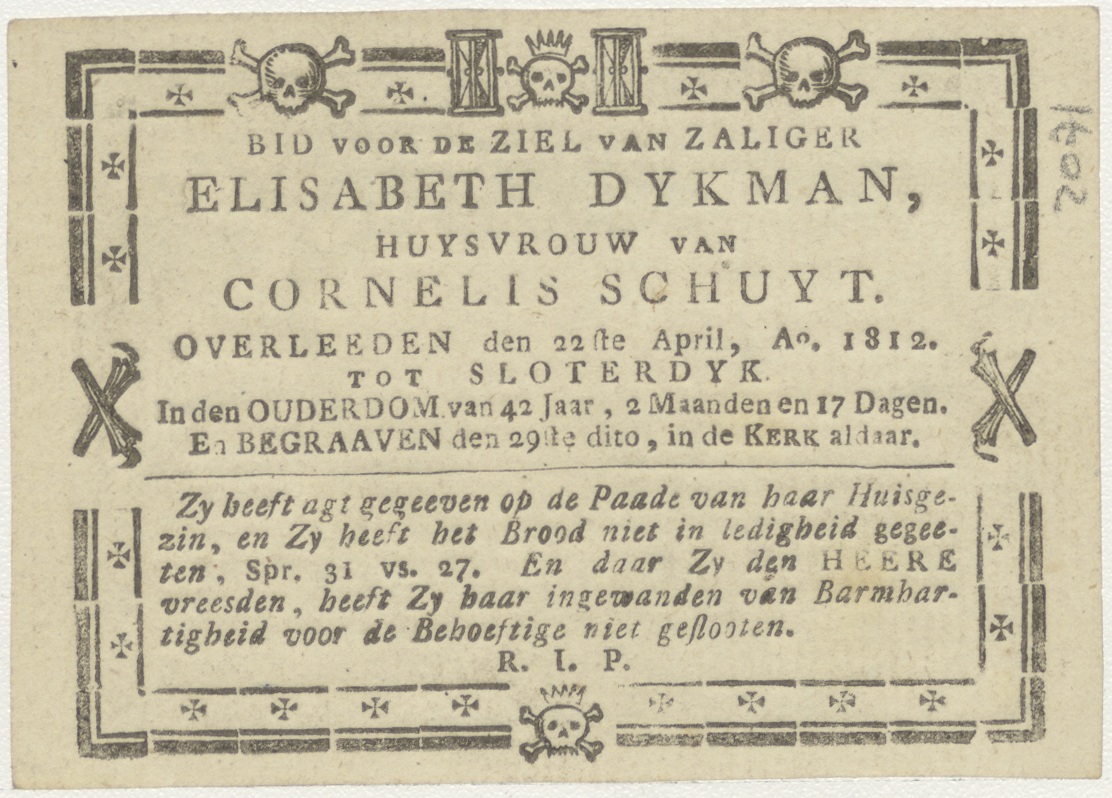 BID VOOR DE ZIEL VAN ZALIGER
ELISABETH DYKMAN,
HUYSVROUW VAN
CORNELIS SCHUYT.
OVERLEEDEN den 22ſte April, Ao. 1812.
TOT SLOTERDYK.
In den OUDERDOM van 42 Jaar, 2 Maanden en 17 Dagen.
En BEGRAAVEN den 29ſte dito, in de KERK aldaar.
Zy heeft agt gegeeven op de Paade van haar Huisge-
zin, en Zy heeft het Brood niet in ledigheid gegee-
ten, Spr. 31 vs. 27. En daar Zy den HEERE
vreesden, heeft Zy haar ingewanden van Barmhar-
tigheid voor de Behoeftige niet geſlooten.
R. I. P.
1402